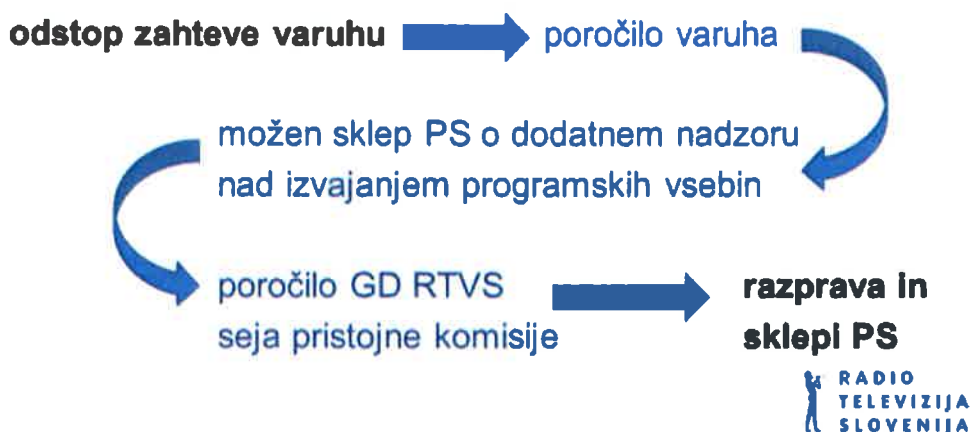 odstop zahteve varuhu poročilo varuha
možen sklep PS o dodatnem nadzoru
nad izvajanjem programskih vsebin
poročilo GD RTVS
seja pristojne komisije
razprava in
sklepi PS
RADIO
TELEVIZIJA
SLOVENIJA